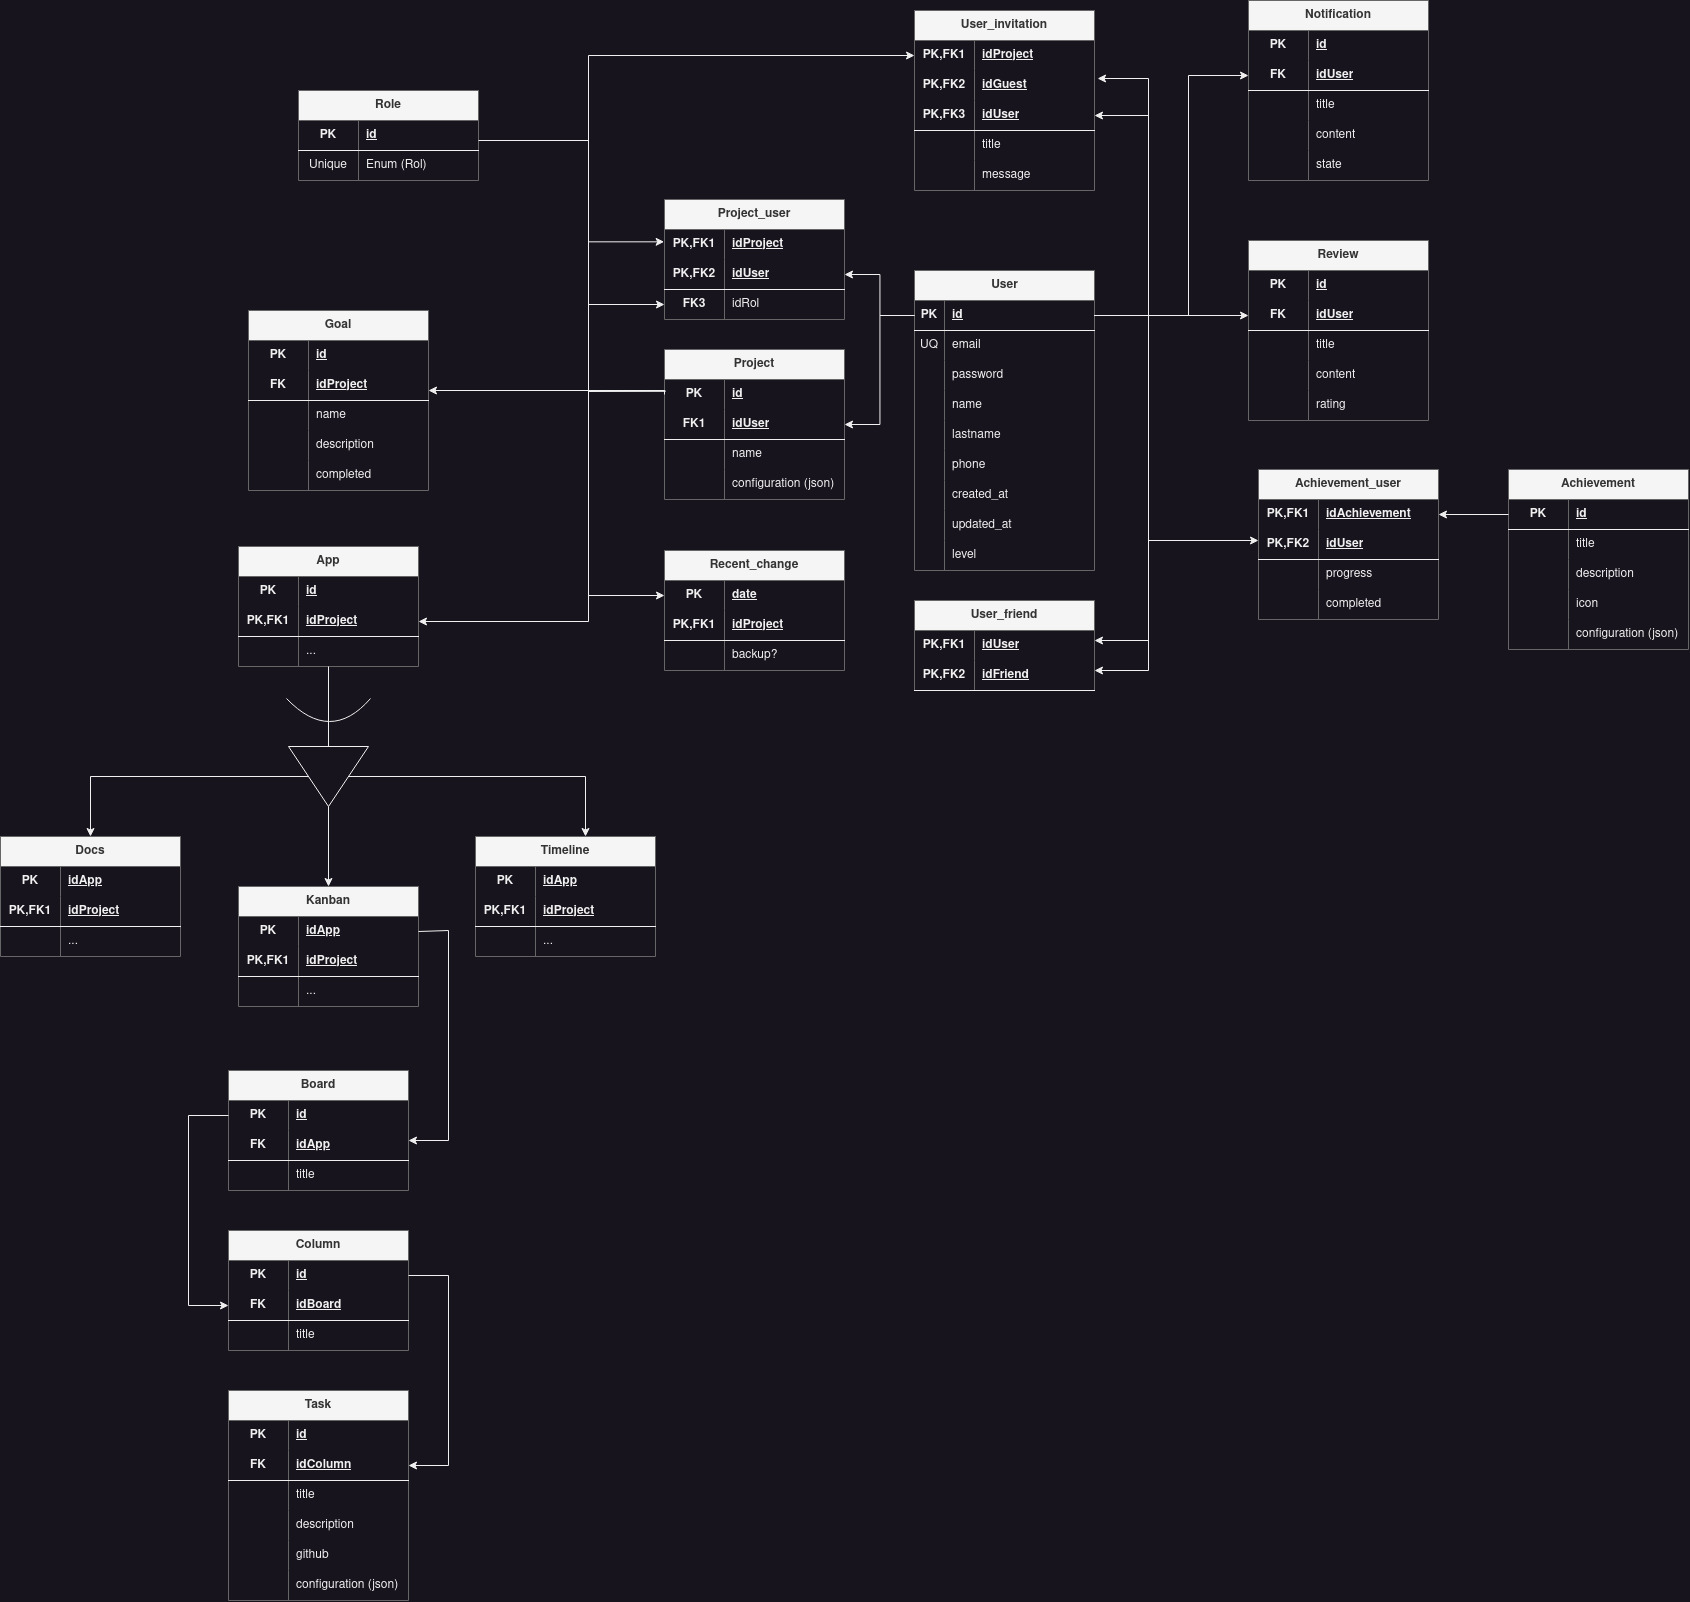 User_invitation
PK,FK1 idProject
PK,FK2 idGuest
PK,FK3 idUser
title
message
Notification
PK id
FK idUser
title
content
state
Role
PK id
Unique Enum (Rol)
Project_user
PK,FK1 idProject
PK,FK2 idUser
FK3 idRol
User
PK id
UQ email
password
name
lastname
phone
created_at
updated_at
level
Review
PK id
FK idUser
title
content
rating
Goal
PK id
FK idProject
name
description
completed
Project
PK id
FK1 idUser
name
configuration (json)
Achievement_user
PK,FK1 idAchievement
PK,FK2 idUser
progress
completed
Achievement
PK id
title
description
icon
configuration (json)
App
PK id
PK,FK1 idProject
...
Recent_change
PK date
PK,FK1 idProject
backup?
User_friend
PK,FK1 idUser
PK,FK2 idFriend
Docs
PK idApp
PK,FK1 idProject
...
Kanban
PK idApp
PK,FK1 idProject
...
Timeline
PK idApp
PK,FK1 idProject
...
Board
PK id
FK idApp
title
Column
PK id
FK idBoard
title
Task
PK id
FK idColumn
title
description
github
configuration (json)